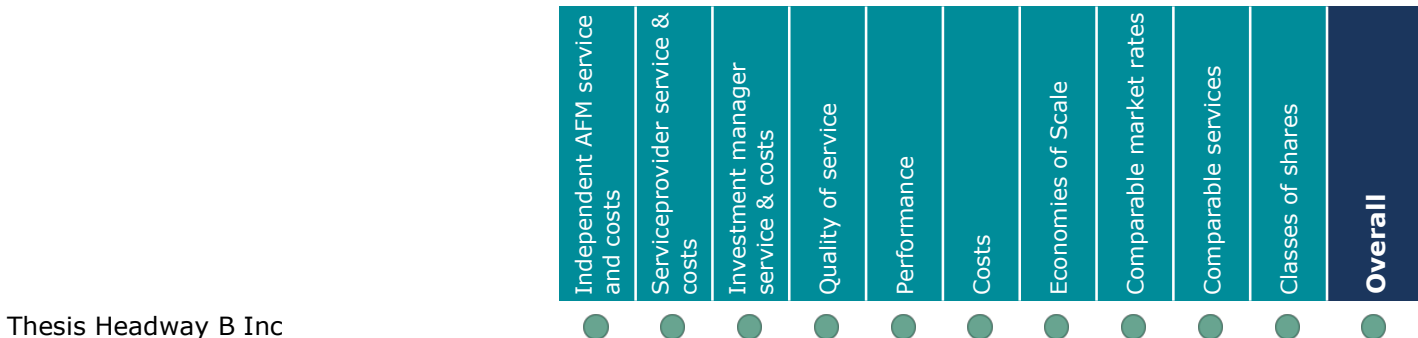 Independent AFM service
and costs
Serviceprovider service &
costs
Investment manager
service & costs
Quality of service
Performance
Costs
Economies of Scale
Comparable market rates
Comparable services
Classes of shares
Overall
Thesis Headway B Inc